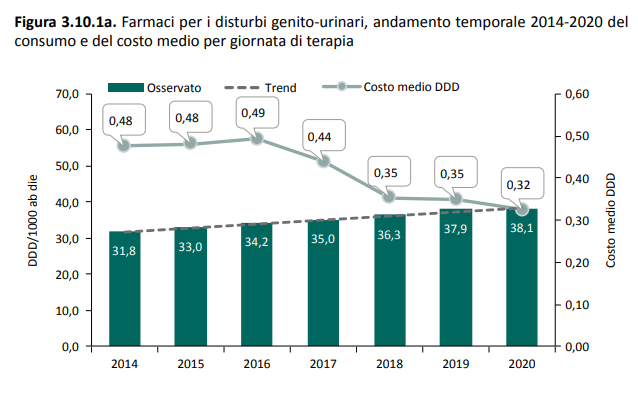 Figura 3.10.1a. Farmaci per i disturbi genito-urinari, andamento temporale 2014-2020 del
consumo e del costo medio per giornata di terapia
Osservato Trend Costo medio DDD
70,0
60,0
50,0
40,0
30,0
20,0
10,0
0,0
DDD/1000 ab die
0,48 0,48 0,49 0,44 0,35 0,35 0,32
31,8 33,0 34,2 35,0 36,3 37,9 38,1
0,60
0,50
0,40
0,30
0,20
0,10
0,00
Costo medio DDD
2014 2015 2016 2017 2018 2019 2020